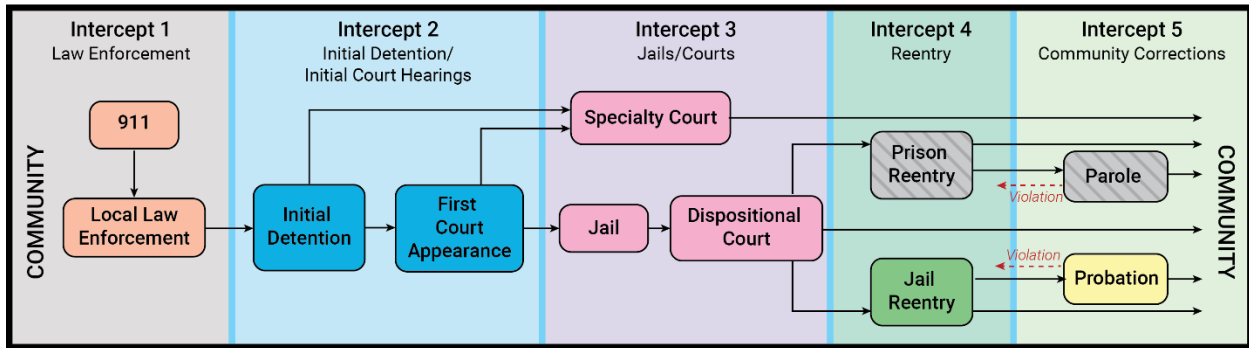 Intercept 1
Law Enforcement
Intercept 2
Initial Detention/
Initial Court Hearings
Intercept 3
Jails/Courts
Intercept 4
Reentry
Intercept 5
Community Corrections
COMMUNITY
911
Local Law
Enforcement
Initial
Detention
First
Court
Appearance
Specialty Court
Jail
Dispositional
Court
Prison
Reentry
Violation
Parole
Jail
Reentry
Violation
Probation
COMMUNITY